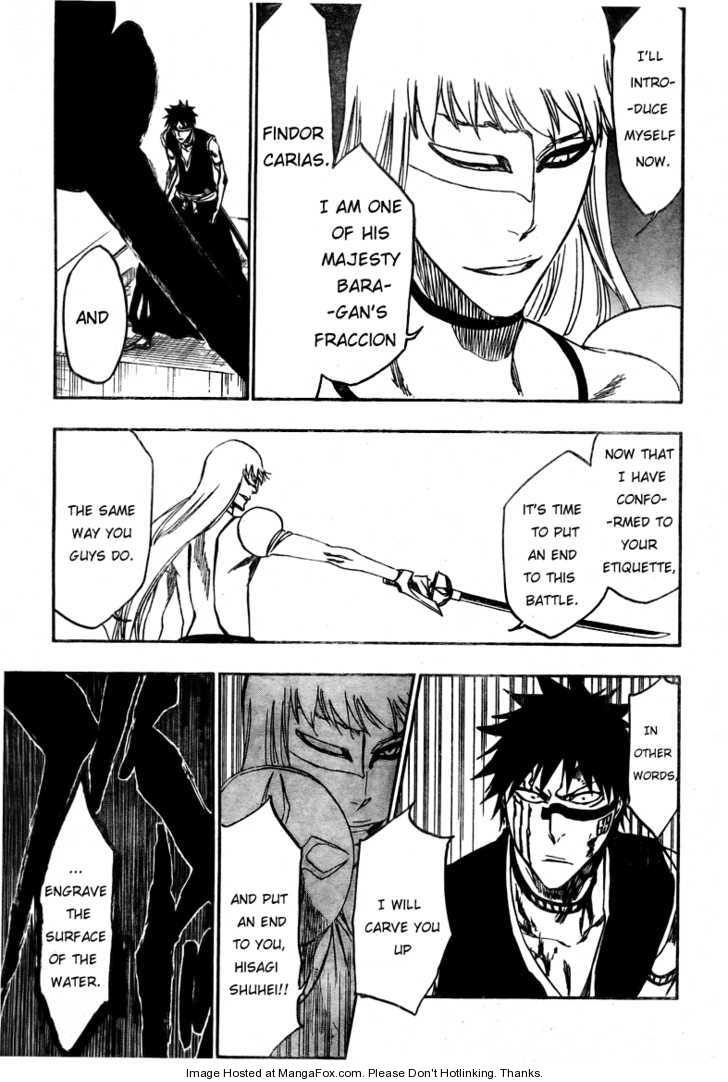 I'LL
INTRO-
-DUCE
MYSELF
NOW.
FINDOR
CARIAS.
I AM ONE
OF HIS
MAJESTY
BARA-
-GAN'S
FRACCION
AND
NOW THAT
I HAVE
CONFO-
-RMED TO
YOUR
ETIQUETTE,
IT'S TIME
TO PUT
AN END
TO THIS
BATTLE.
THE SAME
WAY YOU
GUYS DO.
IN
OTHER
WORDS,
69
I WILL
CARVE YOU
UP
AND PUT
AN END
TO YOU,
HISAGI
SHUHEI!!
...
ENGRAVE
THE
SURFACE
OF THE
WATER.
Image Hosted at MangaFox.com. Please Don't Hotlinking. Thanks.